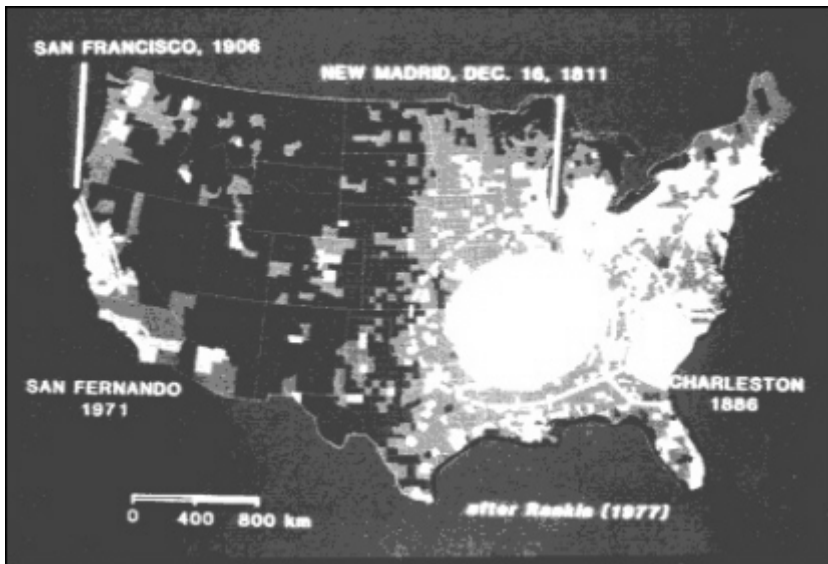 SAN FRANCISCO, 1906
NEW MADRID, DEC. 16, 1811
SAN FERNANDO
1971
CHARLESTON
1886
0 400 800 km
after Rankin (1977)